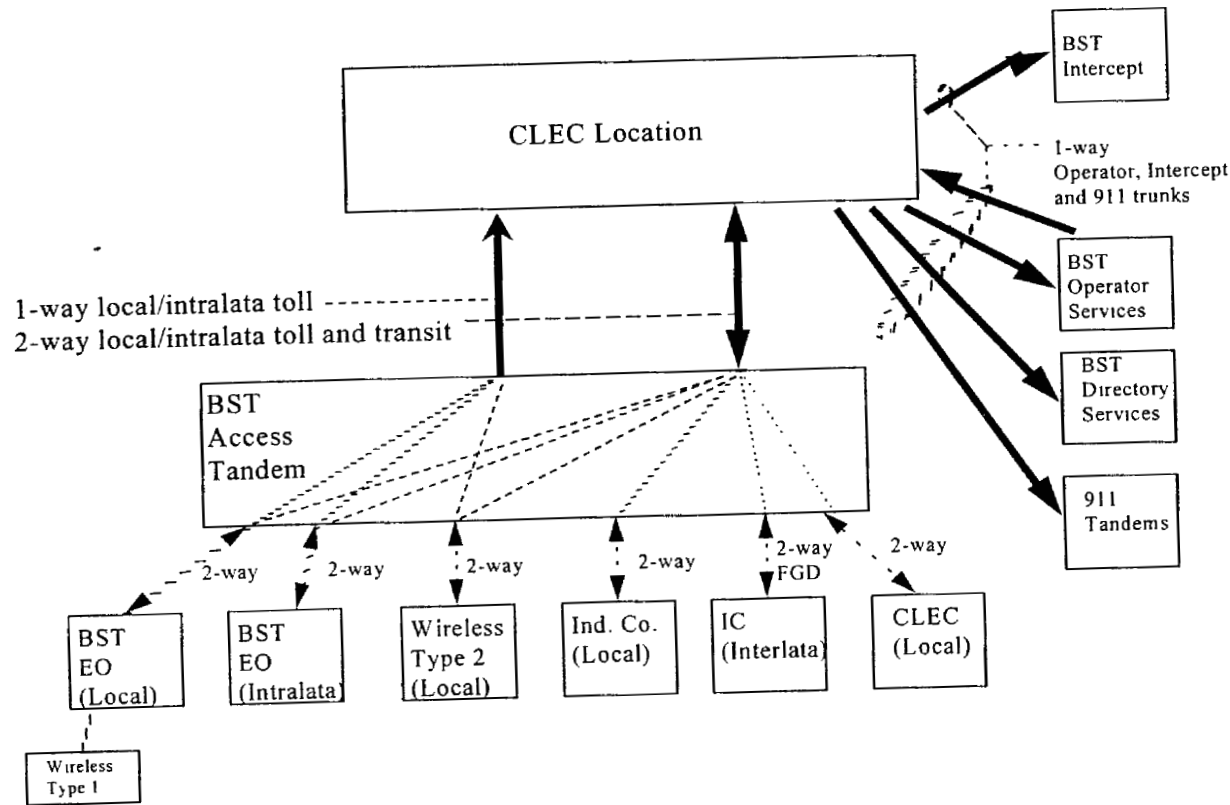 BST
Intercept
CLEC Location
1-way
Operator, Intercept
and 911 trunks
BST
Operator
Services
1-way local/intralata toll
2-way local/intralata toll and transit
BST
Directory
Services
BST
Access
Tandem
911
Tandems
2-way
2-way
2-way
2-way
2-way
FGD
2-way
BST
EO
(Local)
BST
EO
(Intralata)
Wireless
Type 2
(Local)
Ind. Co.
(Local)
IC
(Interlata)
CLEC
(Local)
Wireless
Type 1